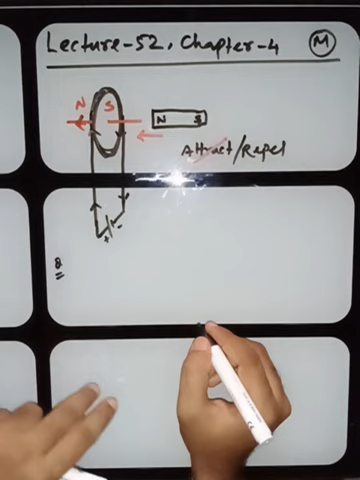 Lecture-52, Chapter-4 M
N S N S
Attract/Repel
+ -
Q